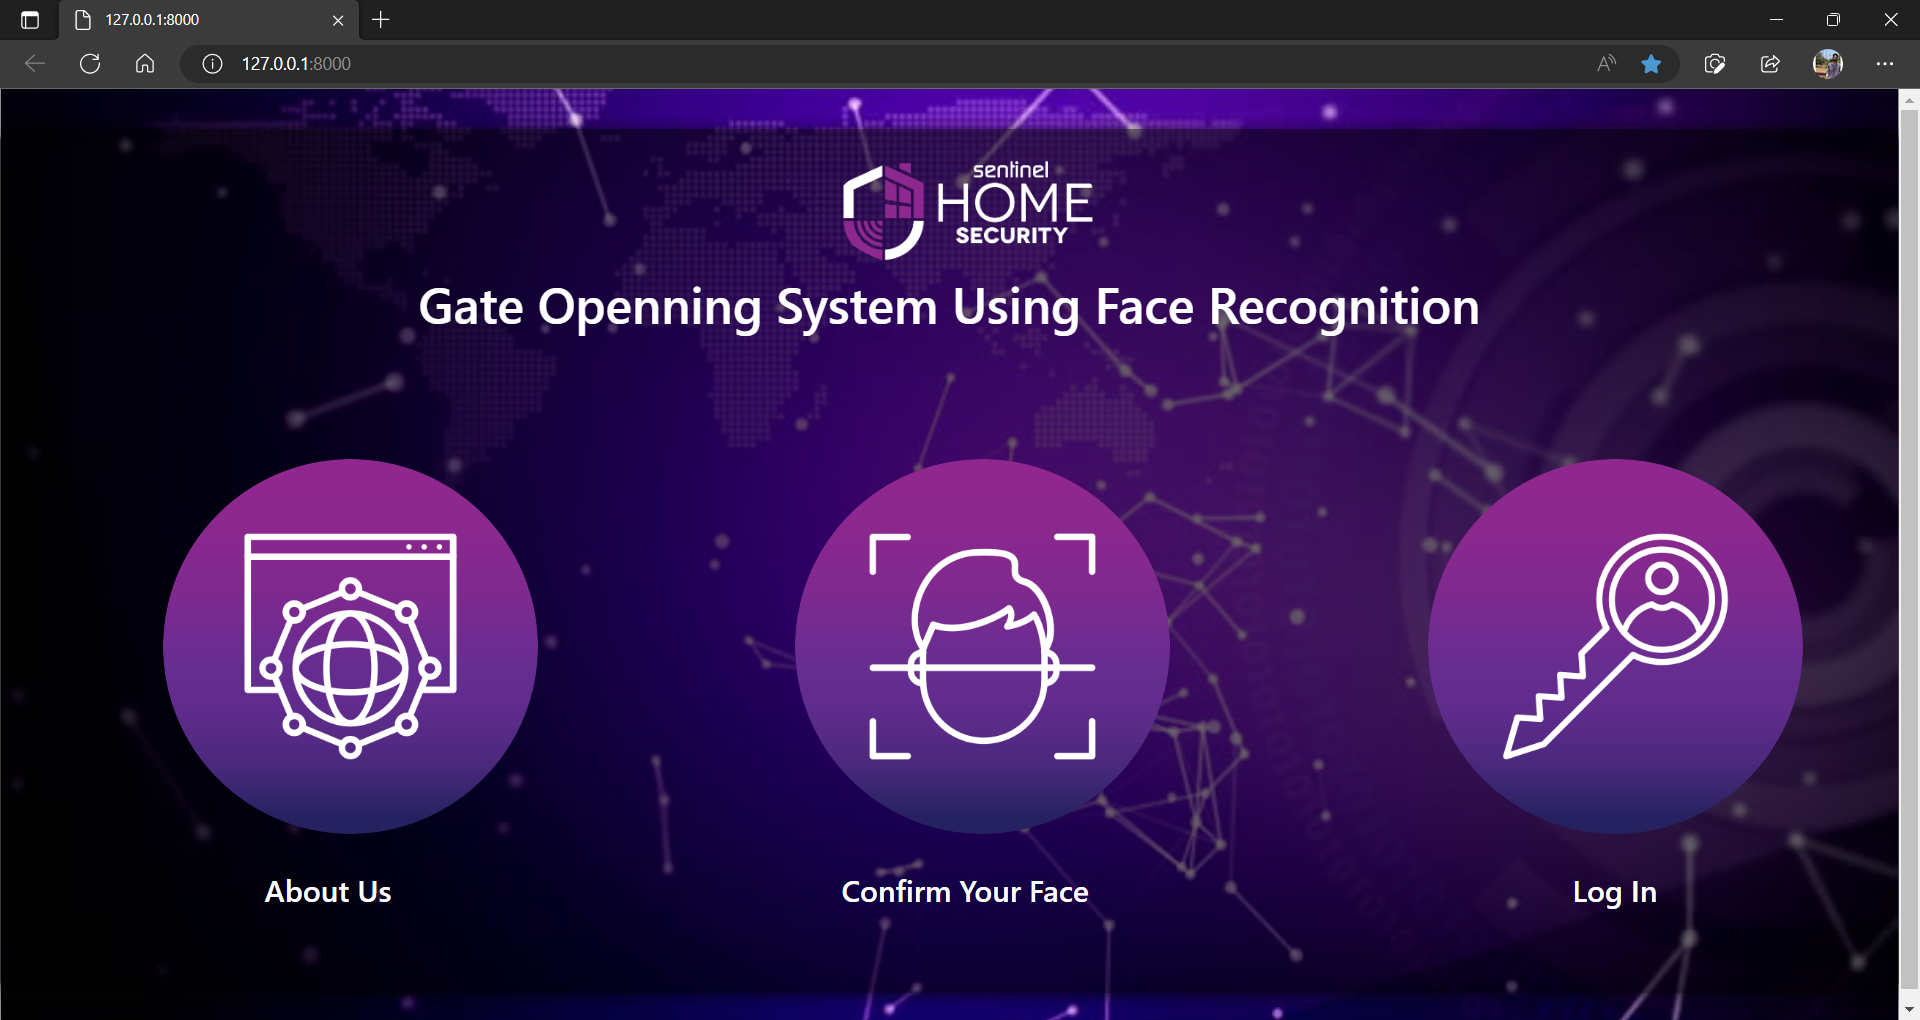 127.0.0.1:8000
127.0.0.1:8000
sentinel
HOME
SECURITY
Gate Openning System Using Face Recognition
About Us
Confirm Your Face
Log In